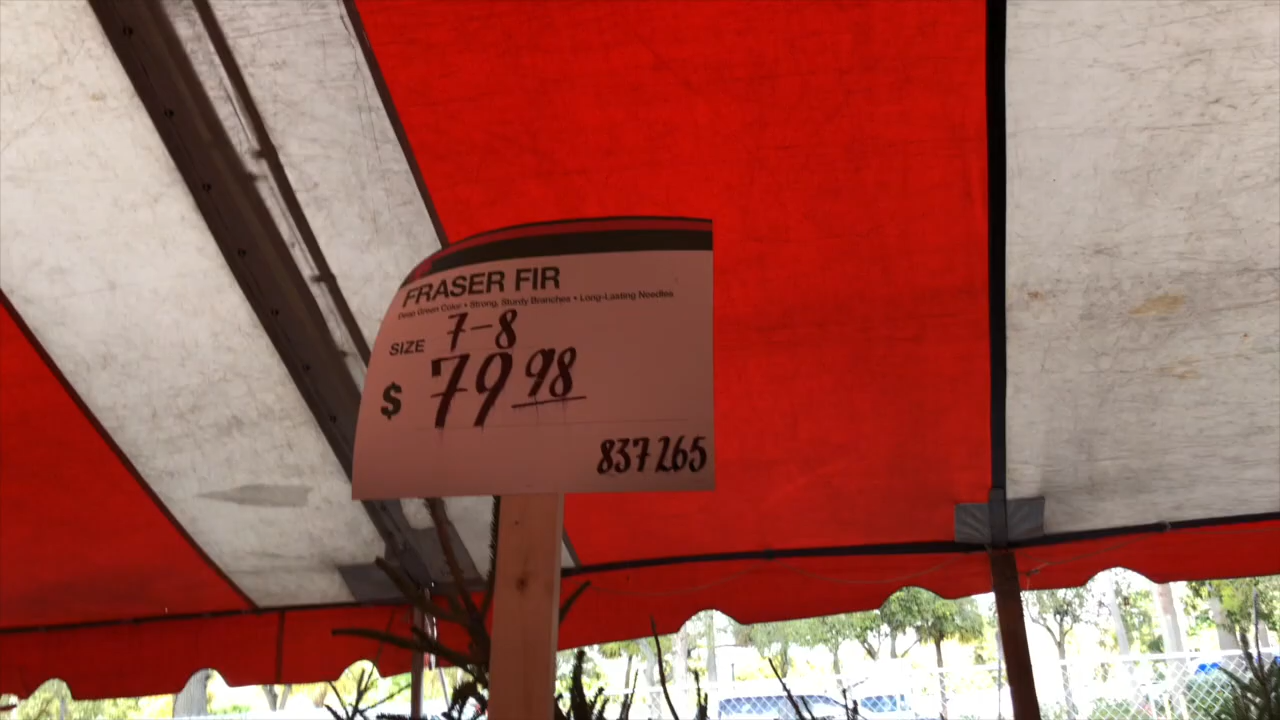 FRASER FIR
Deep Green Color • Strong, Sturdy Branches • Long-Lasting Needles
SIZE 7-8
$ 79 98
837265